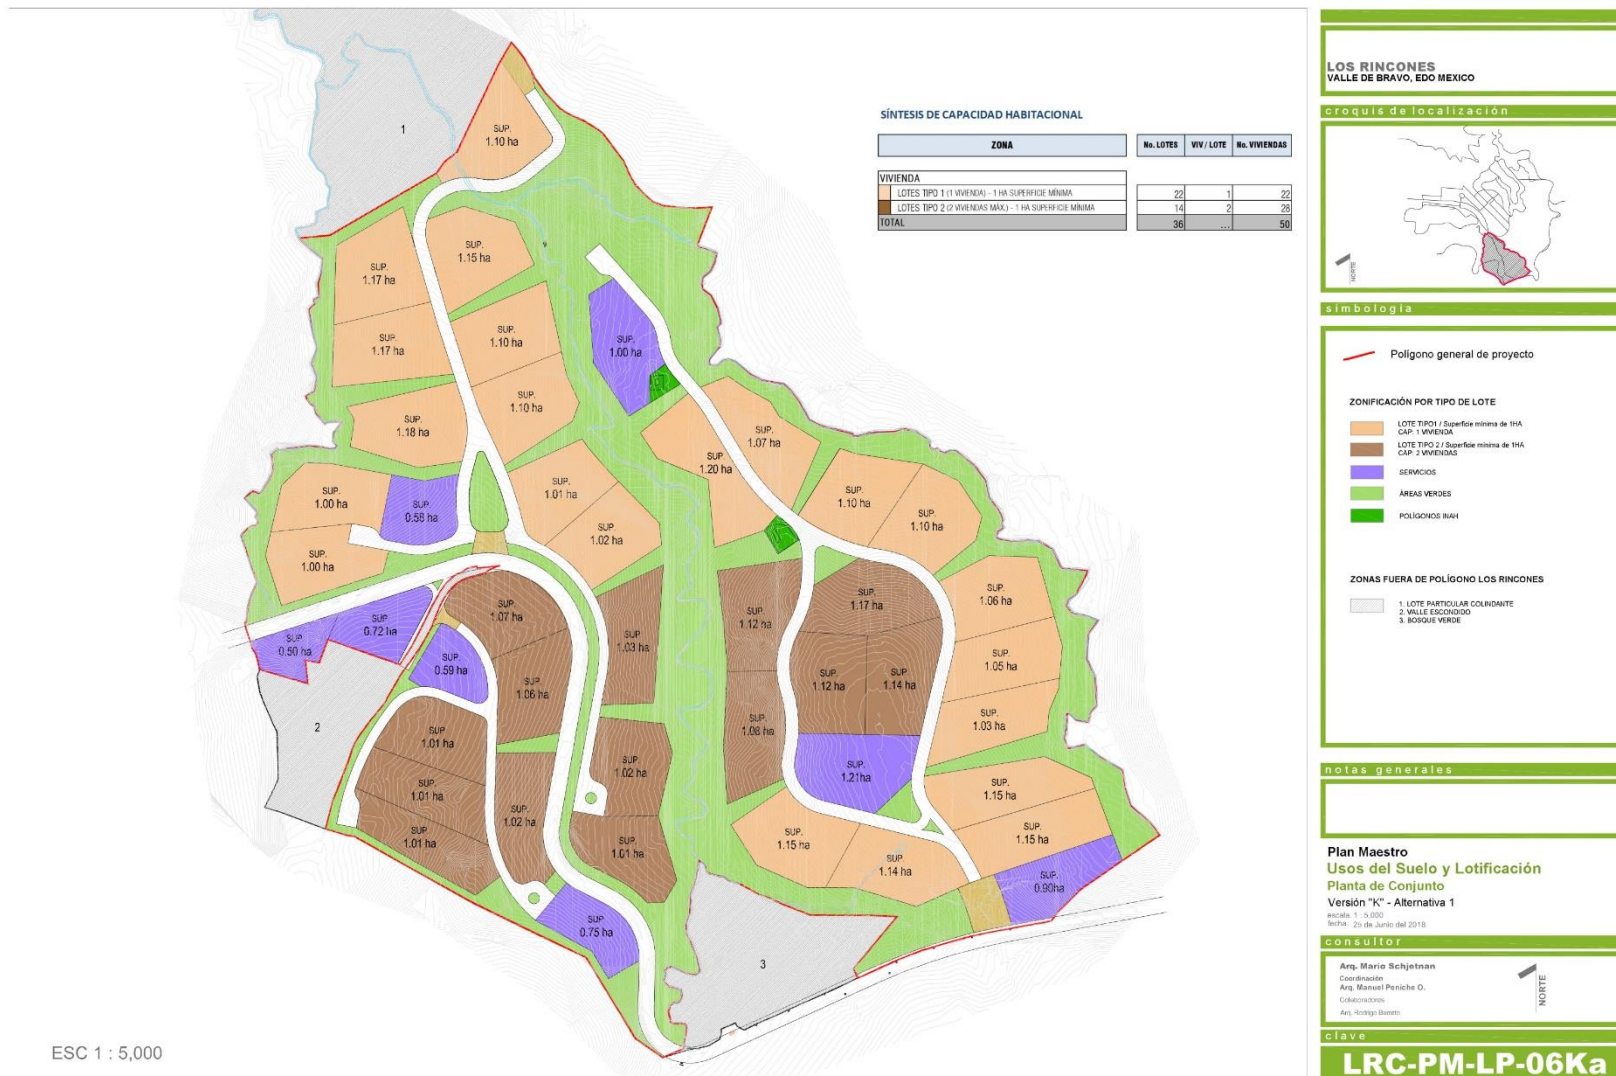 1
SUP.
1.10 ha
SUP.
1.15 ha
SUP.
1.17 ha
SUP.
1.17 ha
SUP.
1.10 ha
SUP.
1.10 ha
SUP.
1.18 ha
SUP.
1.00 ha
SUP.
1.07 ha
SUP.
1.20 ha
SUP.
1.01 ha
SUP.
1.02 ha
SUP.
1.00 ha
SUP.
0.58 ha
SUP.
1.00 ha
SUP.
1.10 ha
SUP.
1.10 ha
SUP.
1.07 ha
SUP.
0.72 ha
SUP.
0.50 ha
SUP.
0.59 ha
SUP.
1.06 ha
SUP.
1.03 ha
SUP.
1.12 ha
SUP.
1.17 ha
SUP.
1.06 ha
SUP.
1.12 ha
SUP.
1.14 ha
SUP.
1.05 ha
SUP.
1.03 ha
2
SUP.
1.01 ha
SUP.
1.01 ha
SUP.
1.01 ha
SUP.
1.02 ha
SUP.
1.02 ha
SUP.
1.01 ha
SUP.
1.08 ha
SUP.
1.21ha
SUP.
1.15 ha
SUP.
1.15 ha
SUP.
1.15 ha
SUP.
1.14 ha
SUP.
0.90ha
SUP.
0.75 ha
3
ESC 1 : 5,000
SÍNTESIS DE CAPACIDAD HABITACIONAL
ZONA No. LOTES VIV / LOTE No. VIVIENDAS
VIVIENDA
LOTES TIPO 1 (1 VIVIENDA) - 1 HA SUPERFICIE MÍNIMA 22 1 22
LOTES TIPO 2 (2 VIVIENDAS MÁX.) - 1 HA SUPERFICIE MÍNIMA 14 2 28
TOTAL 36 ... 50
LOS RINCONES
VALLE DE BRAVO, EDO MEXICO
croquis de localización
NORTE
simbología
Polígono general de proyecto
ZONIFICACIÓN POR TIPO DE LOTE
LOTE TIPO1 / Superficie mínima de 1HA
CAP. 1 VIVIENDA
LOTE TIPO 2 / Superficie mínima de 1HA
CAP. 2 VIVIENDAS
SERVICIOS
ÁREAS VERDES
POLÍGONOS INAH
ZONAS FUERA DE POLÍGONO LOS RINCONES
1. LOTE PARTICULAR COLINDANTE
2. VALLE ESCONDIDO
3. BOSQUE VERDE
notas generales
Plan Maestro
Usos del Suelo y Lotificación
Planta de Conjunto
Versión "K" - Alternativa 1
escala. 1 : 5,000
fecha. 25 de Junio del 2018
consultor
Arq. Mario Schjetnan
Coordinación
Arq. Manuel Peniche O.
Colaboradores
Arq. Rodrigo
NORTE
clave
LRC-PM-LP-06Ka